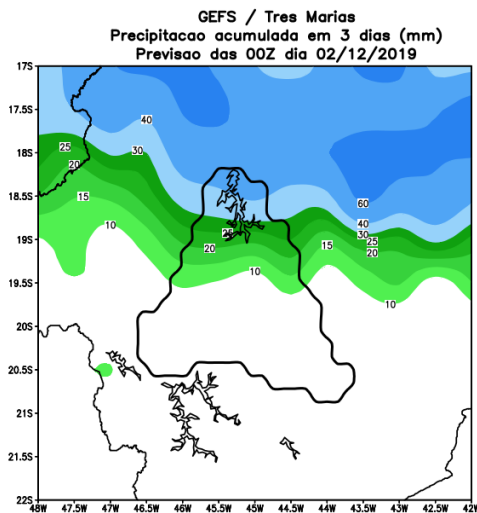 GEFS / Tres Marias
Precipitacao acumulada em 3 dias (mm)
Previsao das 00Z dia 02/12/2019
17S
17.5S
40
25
30
18S
20
15
18.5S
60
10
40
30
25
19S
25
15
25
20
20
10
19.5S
10
20S
20.5S
21S
21.5S
22S
48W
47.5W
47W
46.5W
46W
45.5W
45W
44.5W
44W
43.5W
43W
42.5W
42W